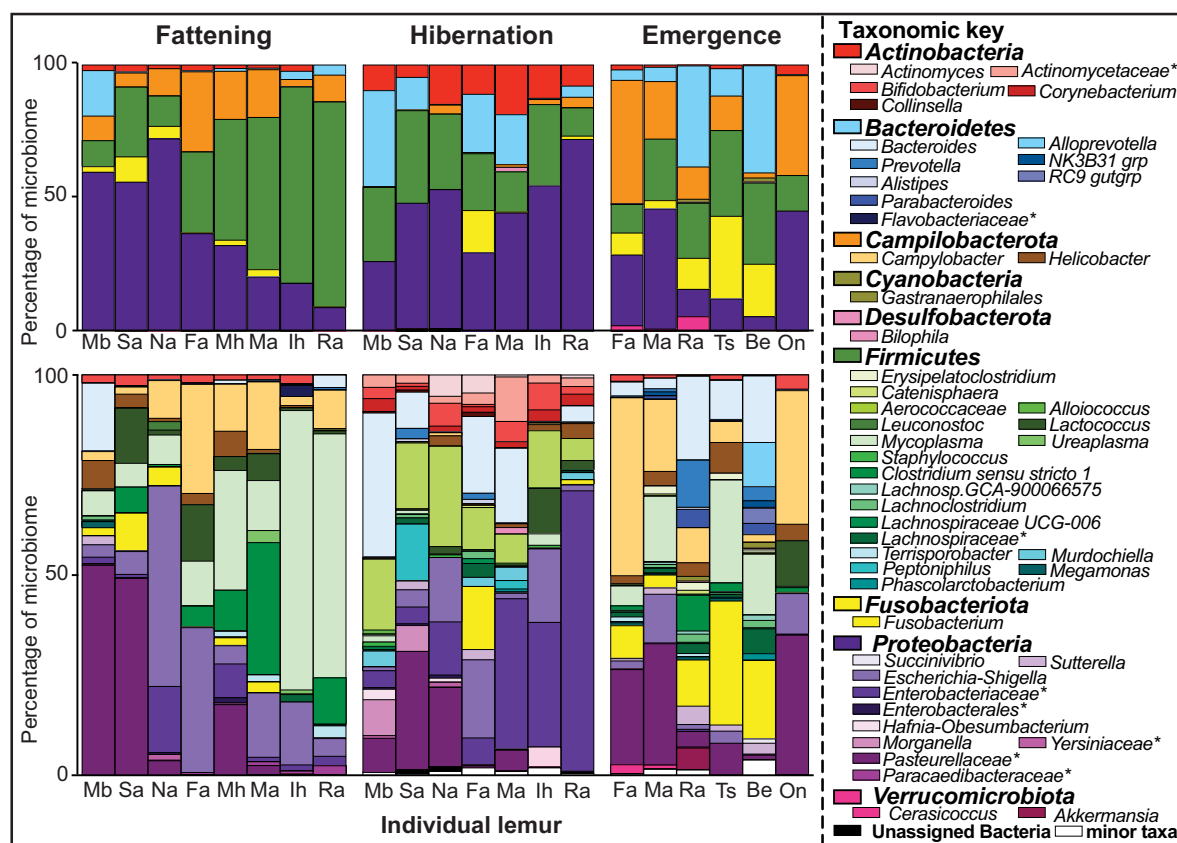 Fattening
Hibernation
Emergence
100
50
0
Percentage of microbiome
Mb Sa Na Fa Mh Ma Ih Ra
Mb Sa Na Fa Ma Ih Ra
Fa Ma Ra Ts Be On
100
50
0
Percentage of microbiome
Mb Sa Na Fa Mh Ma Ih Ra
Mb Sa Na Fa Ma Ih Ra
Fa Ma Ra Ts Be On
Individual lemur
Taxonomic key
Actinobacteria
Actinomyces Actinomycetaceae*
Bifidobacterium Corynebacterium
Collinsella
Bacteroidetes
Bacteroides Alloprevotella
Prevotella NK3B31 grp
Alistipes RC9 gutgrp
Parabacteroides
Flavobacteriaceae*
Campilobacterota
Campylobacter Helicobacter
Cyanobacteria
Gastranaerophilales
Desulfobacterota
Bilophila
Firmicutes
Erysipelatoclostridium
Catenisphaera
Aerococcaceae Alloiococcus
Leuconostoc Lactococcus
Mycoplasma Ureaplasma
Staphylococcus
Clostridium sensu stricto 1
Lachnosp.GCA-900066575
Lachnoclostridium
Lachnospiraceae UCG-006
Lachnospiraceae*
Terrisporobacter Murdochiella
Peptoniphilus Megamonas
Phascolarctobacterium
Fusobacteriota
Fusobacterium
Proteobacteria
Succinivibrio Sutterella
Escherichia-Shigella
Enterobacteriaceae*
Enterobacterales*
Hafnia-Obesumbacterium
Morganella Yersiniaceae*
Pasteurellaceae*
Paracaedibacteraceae*
Verrucomicrobiota
Cerasicoccus Akkermansia
Unassigned Bacteria minor taxa